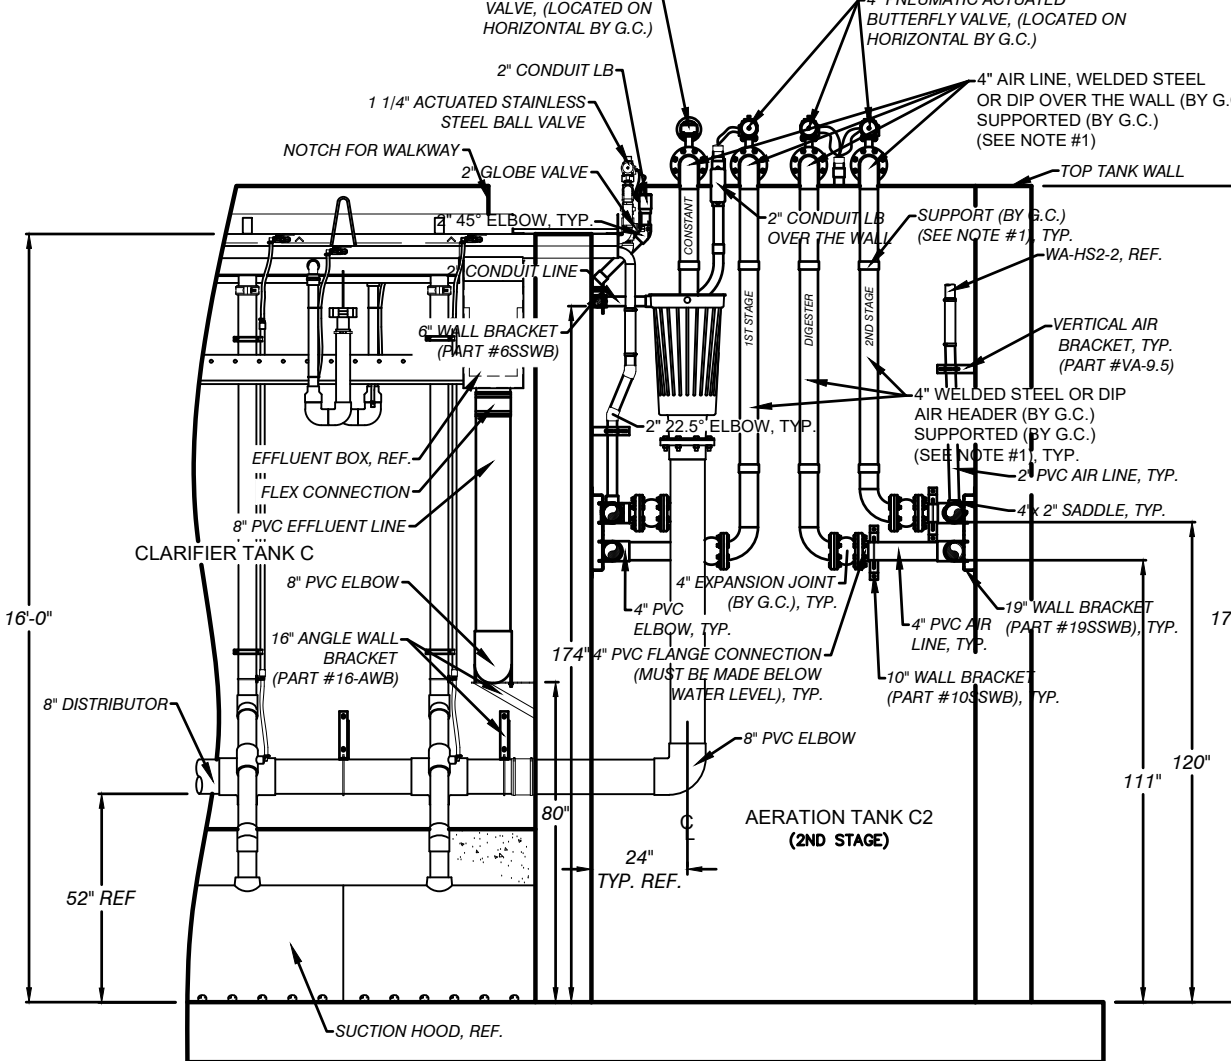 VALVE, (LOCATED ON
HORIZONTAL BY G.C.)
4" PNEUMATIC ACTUATED
BUTTERFLY VALVE, (LOCATED ON
HORIZONTAL BY G.C.)
2" CONDUIT LB
1 1/4" ACTUATED STAINLESS
STEEL BALL VALVE
4" AIR LINE, WELDED STEEL
OR DIP OVER THE WALL (BY G.C
SUPPORTED (BY G.C.)
(SEE NOTE #1)
NOTCH FOR WALKWAY
2" GLOBE VALVE
TOP TANK WALL
2" 45° ELBOW, TYP.
2" CONDUIT LB
OVER THE WALL
SUPPORT (BY G.C.)
(SEE NOTE #1), TYP.
WA-HS2-2, REF.
CONSTANT
1ST STAGE
DIGESTER
2ND STAGE
2" CONDUIT LINE
6" WALL BRACKET
(PART #6SSWB)
VERTICAL AIR
BRACKET, TYP.
(PART #VA-9.5)
4" WELDED STEEL OR DIP
AIR HEADER (BY G.C.)
SUPPORTED (BY G.C.)
(SEE NOTE #1), TYP.
2" 22.5° ELBOW, TYP.
EFFLUENT BOX, REF.
FLEX CONNECTION
8" PVC EFFLUENT LINE
2" PVC AIR LINE, TYP.
4" x 2" SADDLE, TYP.
CLARIFIER TANK C
8" PVC ELBOW
4" EXPANSION JOINT
(BY G.C.), TYP.
4" PVC
ELBOW, TYP.
4" PVC AIR
LINE, TYP.
19" WALL BRACKET
(PART #19SSWB), TYP.
16'-0"
17
16" ANGLE WALL
BRACKET
(PART #16-AWB)
174"
4" PVC FLANGE CONNECTION
(MUST BE MADE BELOW
WATER LEVEL), TYP.
10" WALL BRACKET
(PART #10SSWB), TYP.
8" DISTRIBUTOR
8" PVC ELBOW
120"
111"
80"
C
L
AERATION TANK C2
(2ND STAGE)
24"
TYP. REF.
52" REF
SUCTION HOOD, REF.